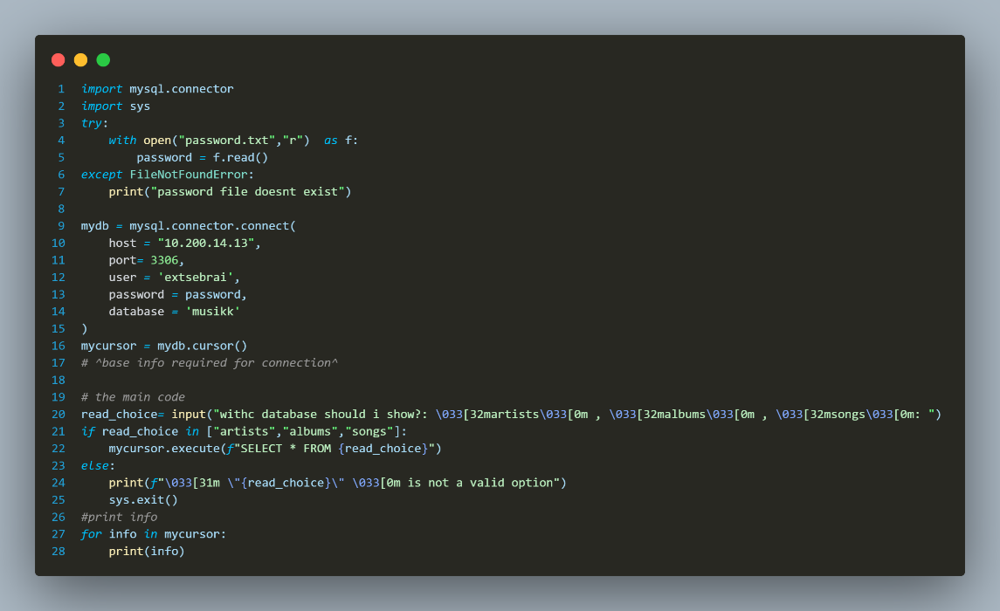 1 import mysql.connector
2 import sys
3 try:
4     with open("password.txt","r")  as f:
5         password = f.read()
6 except FileNotFoundError:
7     print("password file doesnt exist")
8
9 mydb = mysql.connector.connect(
10     host = "10.200.14.13",
11     port= 3306,
12     user = 'extsebrai',
13     password = password,
14     database = 'musikk'
15 )
16 mycursor = mydb.cursor()
17 # ^base info required for connection^
18
19 # the main code
20 read_choice= input("withc database should i show?: \033[32martists\033[0m , \033[32malbums\033[0m , \033[32msongs\033[0m: ")
21 if read_choice in ["artists","albums","songs"]:
22     mycursor.execute(f"SELECT * FROM {read_choice}")
23 else:
24     print(f"\033[31m \"{read_choice}\" \033[0m is not a valid option")
25     sys.exit()
26 #print info
27 for info in mycursor:
28     print(info)